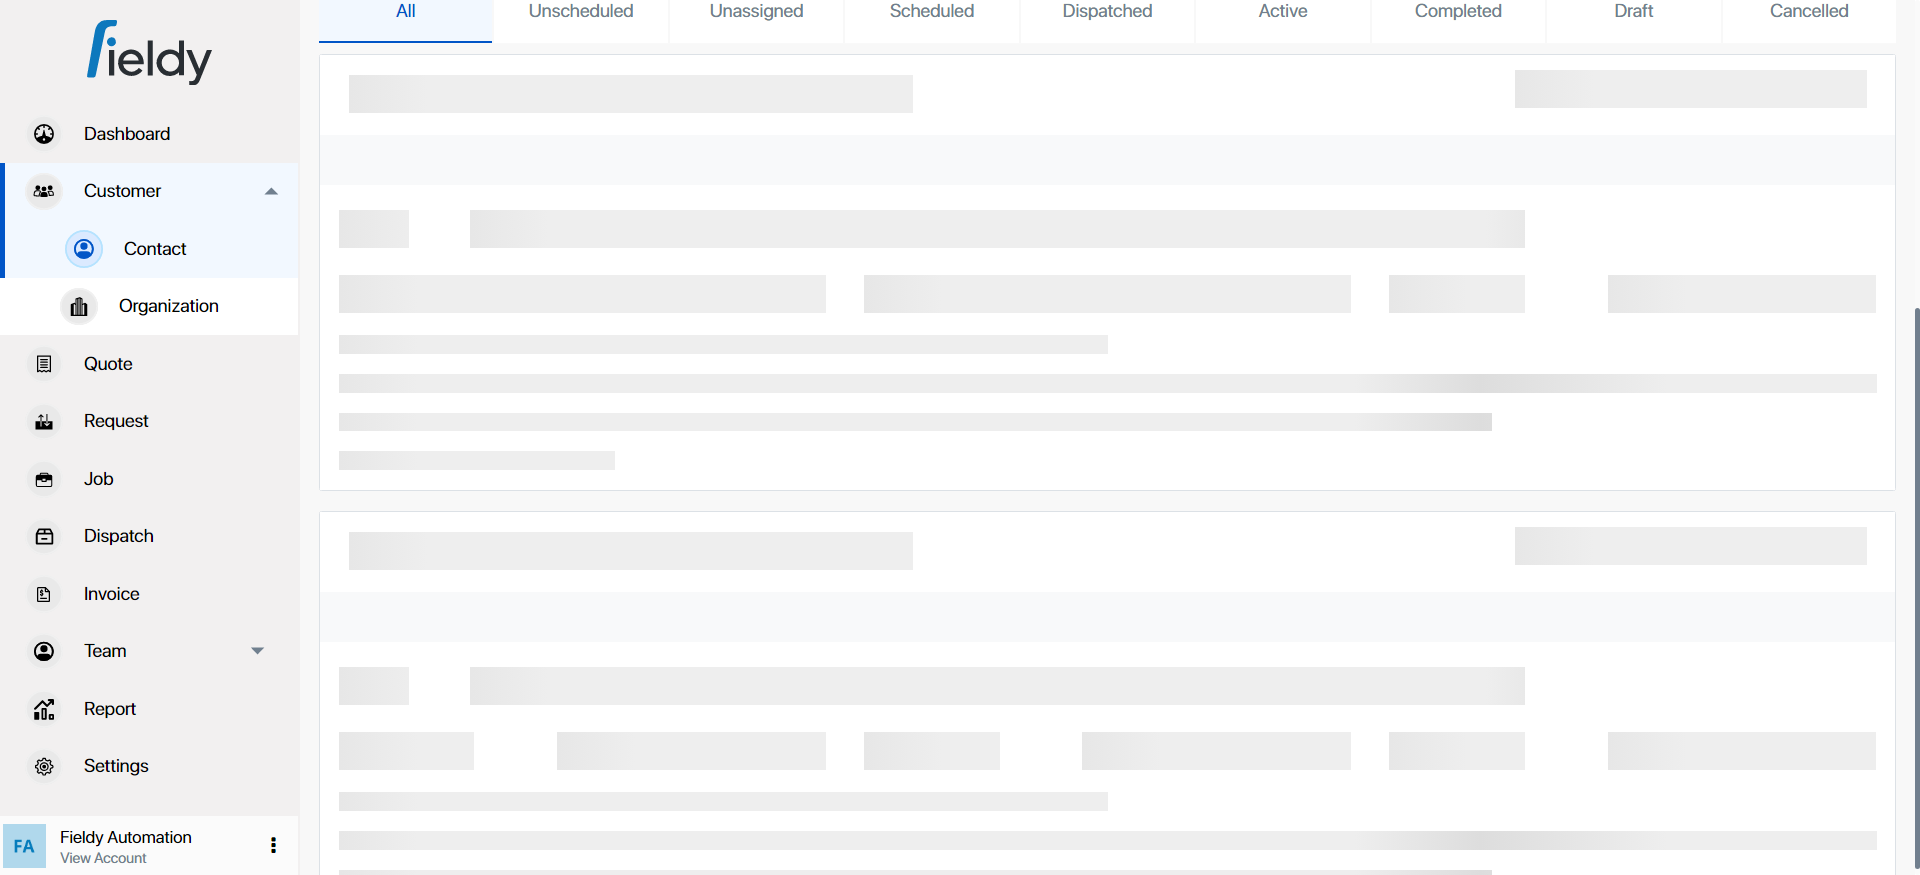 All Unscheduled Unassigned Scheduled Dispatched Active Completed Draft Cancelled
Fieldy
Dashboard
Customer
Contact
Organization
Quote
Request
Job
Dispatch
Invoice
Team
Report
Settings
FA Fieldy Automation
View Account